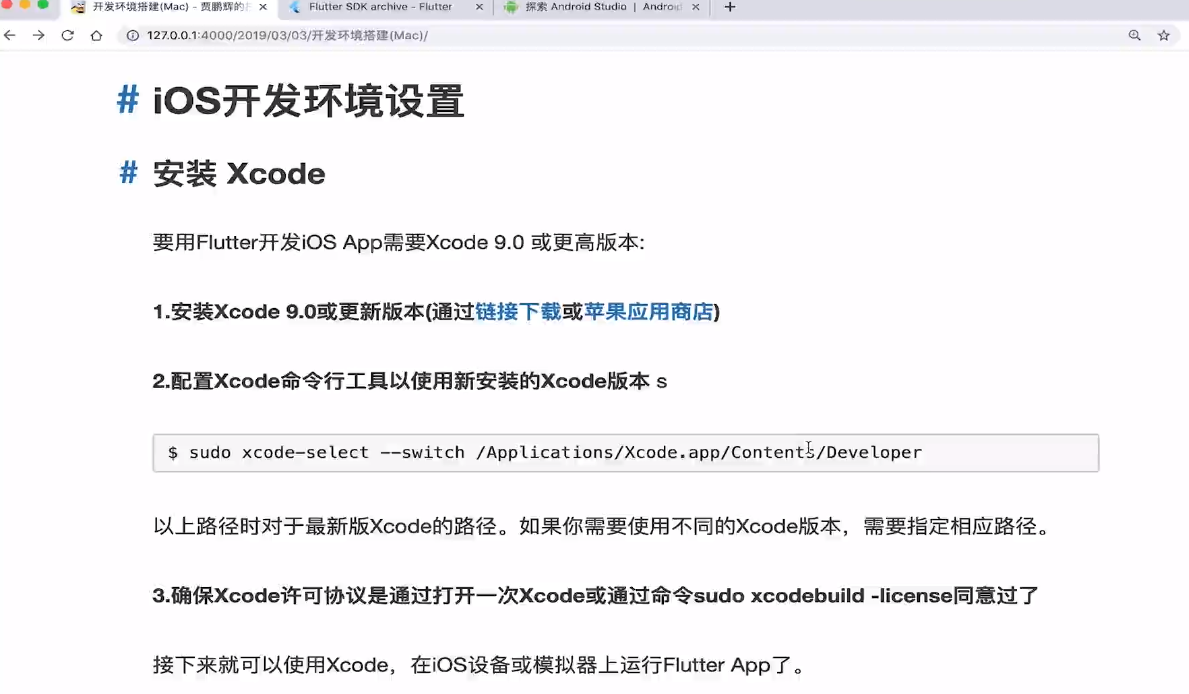 开发环境搭建(Mac) - 贾鹏辉的
Flutter SDK archive - Flutter
探索 Android Studio | Android
127.0.0.1:4000/2019/03/03/开发环境搭建(Mac)/
# iOS开发环境设置
# 安装 Xcode
要用Flutter开发iOS App需要Xcode 9.0 或更高版本:
1.安装Xcode 9.0或更新版本(通过链接下载或苹果应用商店)
2.配置Xcode命令行工具以使用新安装的Xcode版本 s
$ sudo xcode-select --switch /Applications/Xcode.app/Contents/Developer
以上路径时对于最新版Xcode的路径。如果你需要使用不同的Xcode版本，需要指定相应路径。
3.确保Xcode许可协议是通过打开一次Xcode或通过命令sudo xcodebuild -license同意过了
接下来就可以使用Xcode，在iOS设备或模拟器上运行Flutter App了。